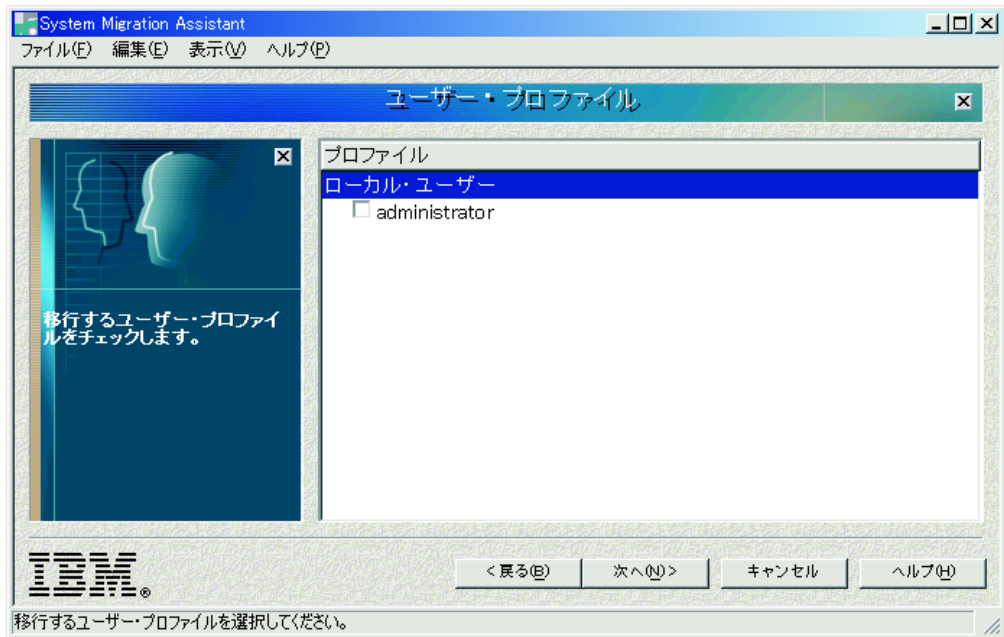 System Migration Assistant
ファイル(F) 編集(E) 表示(V) ヘルプ(P)
ユーザー・プロファイル
移行するユーザー・プロファイ
ルをチェックします。
プロファイル
ローカル・ユーザー
administrator
IBM®
<戻る(B) 次へ(N)> キャンセル ヘルプ(H)
移行するユーザー・プロファイルを選択してください。